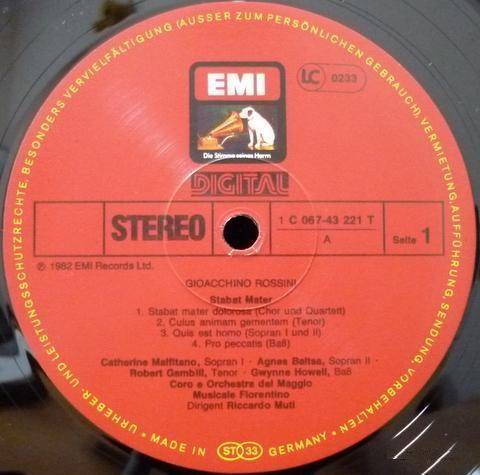 URHEBER- UND LEISTUNGSSCHUTZRECHTE, BESONDERS VERVIELFÄLTIGUNG (AUSSER ZUM PERSÖNLICHEN GEBRAUCH), VERMIETUNG, AUFFÜHRUNG, SENDUNG, VORBEHALTEN
EMI
LC 0233
Die Stimme seines Herrn
DIGITAL
STEREO
1 C 067-43 221 T
A
Seite 1
℗ 1982 EMI Records Ltd.
GIOACCHINO ROSSINI
Stabat Mater
1. Stabat mater dolorosa (Chor und Quartett)
2. Cuius animam gementem (Tenor)
3. Quis est homo (Sopran I und II)
4. Pro peccatis (Baß)
Catherine Malfitano, Sopran I · Agnes Baltsa, Sopran II ·
Robert Gambill, Tenor · Gwynne Howell, Baß
Coro e Orchestra del Maggio
Musicale Fiorentino
Dirigent Riccardo Muti
MADE IN ST 33 GERMANY